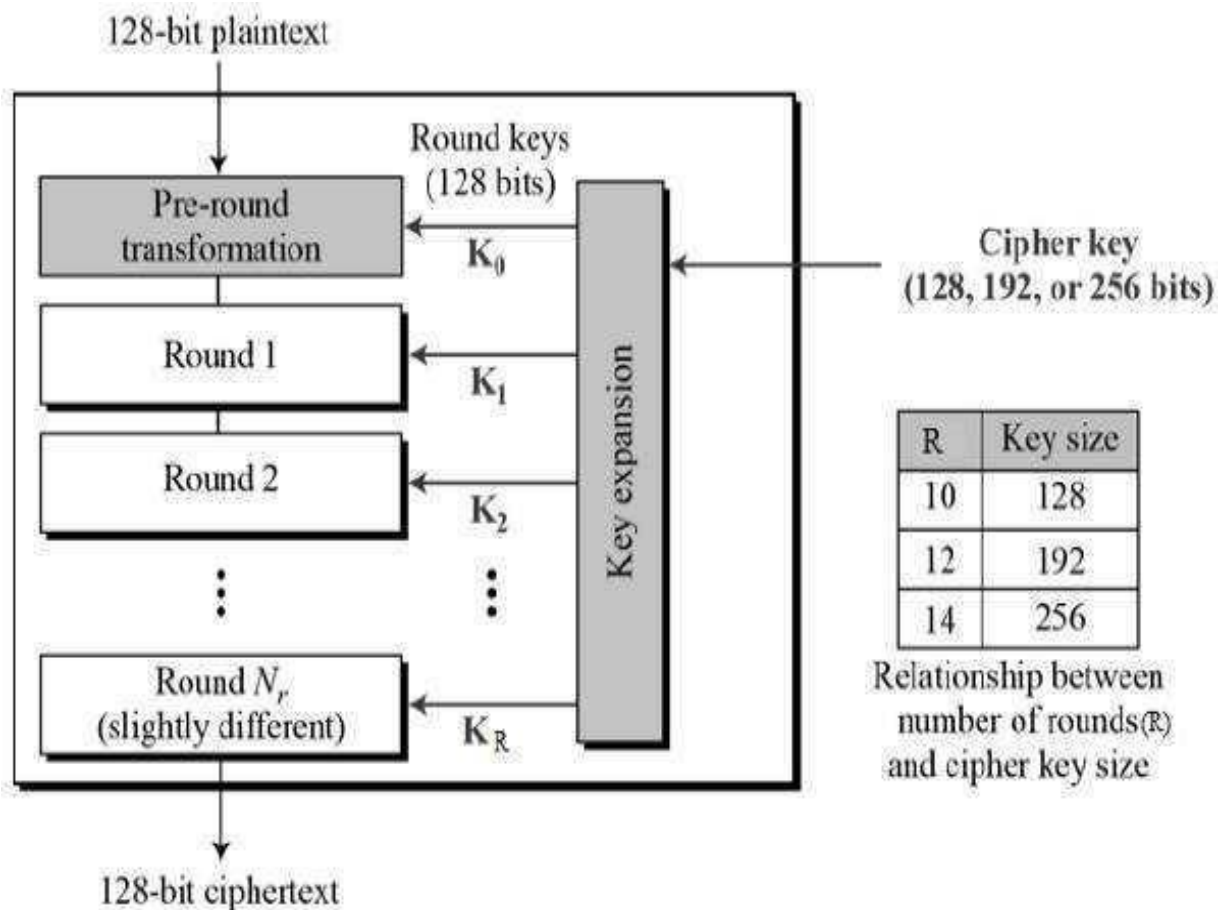 128-bit plaintext
Round keys
(128 bits)
Pre-round
transformation
K0
Cipher key
(128, 192, or 256 bits)
Round 1
K1
Key expansion
Round 2
K2
R Key size
10 128
12 192
14 256
Relationship between
number of rounds(R)
and cipher key size
Round Nr
(slightly different)
KR
128-bit ciphertext